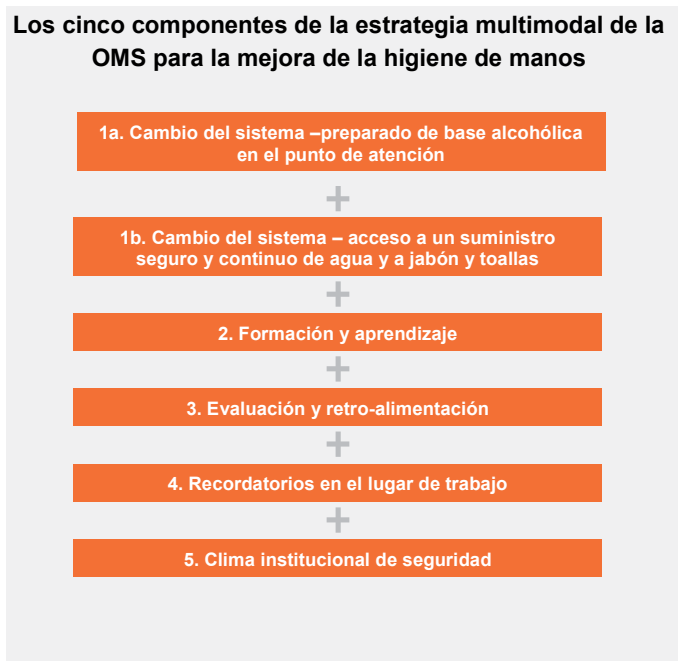 Los cinco componentes de la estrategia multimodal de la
OMS para la mejora de la higiene de manos
1a. Cambio del sistema –preparado de base alcohólica
en el punto de atención
+
1b. Cambio del sistema – acceso a un suministro
seguro y continuo de agua y a jabón y toallas
+
2. Formación y aprendizaje
+
3. Evaluación y retro-alimentación
+
4. Recordatorios en el lugar de trabajo
+
5. Clima institucional de seguridad